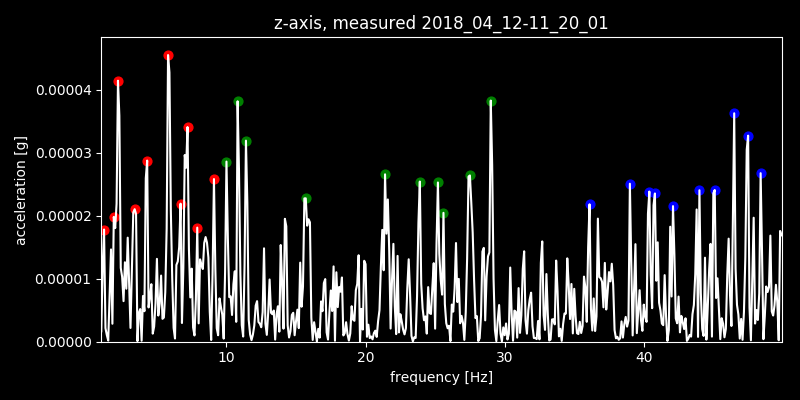 z-axis, measured 2018_04_12-11_20_01
0.00004
0.00003
0.00002
0.00001
0.00000
acceleration [g]
10 20 30 40
frequency [Hz]